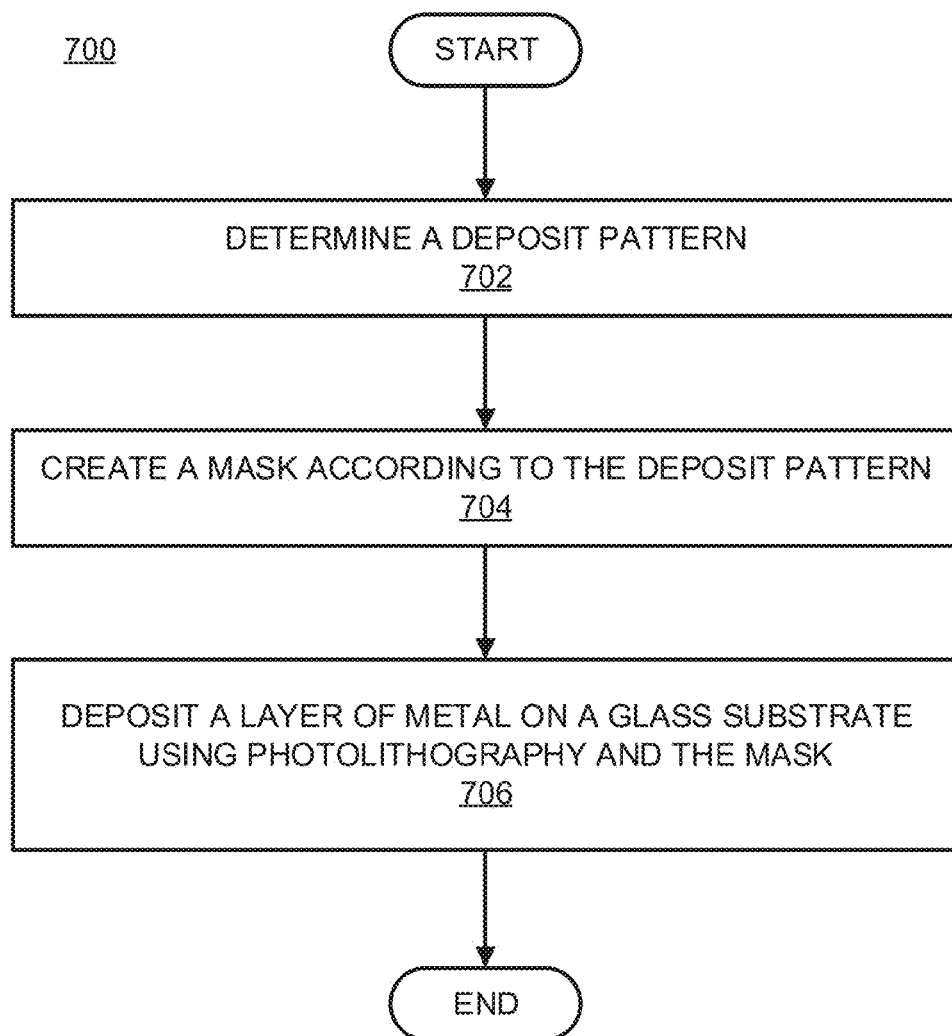 700
START
DETERMINE A DEPOSIT PATTERN
702
CREATE A MASK ACCORDING TO THE DEPOSIT PATTERN
704
DEPOSIT A LAYER OF METAL ON A GLASS SUBSTRATE
USING PHOTOLITHOGRAPHY AND THE MASK
706
END